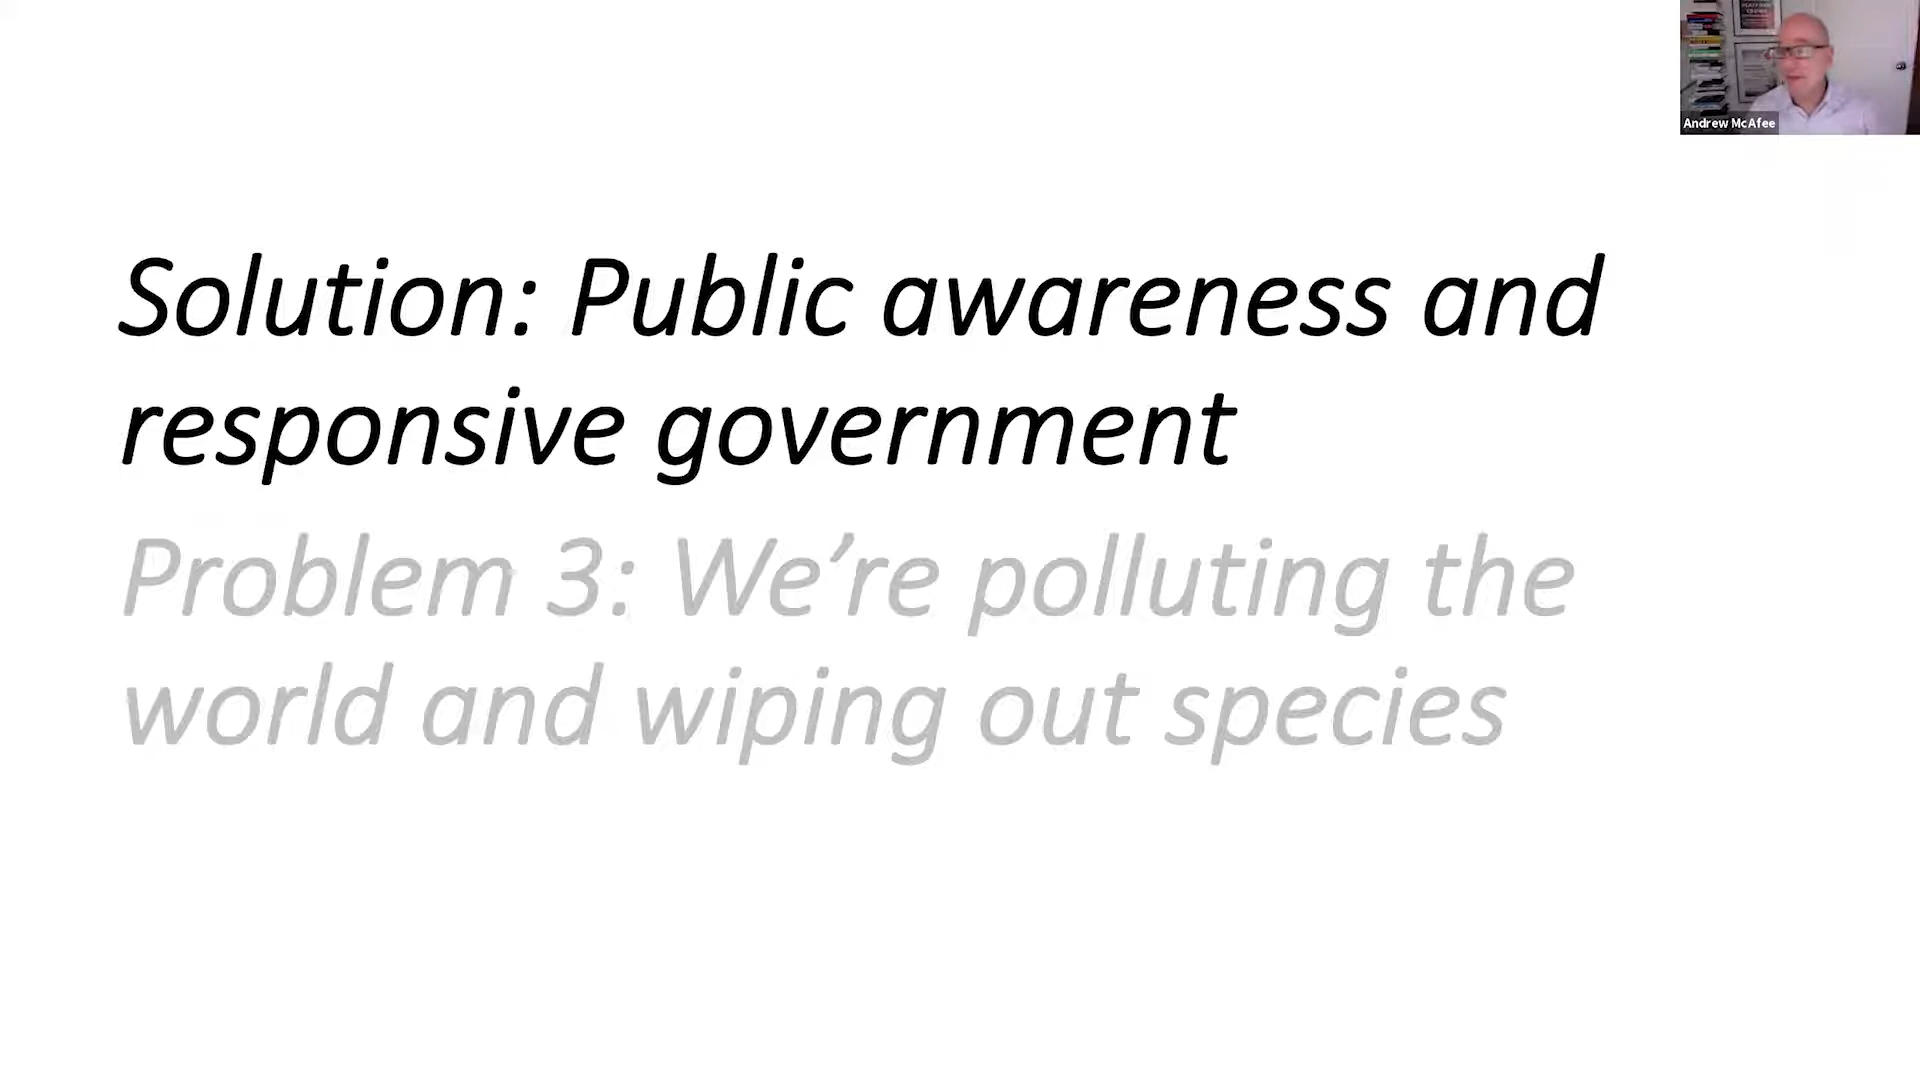 Andrew McAfee
Solution: Public awareness and
responsive government
Problem 3: We’re polluting the
world and wiping out species